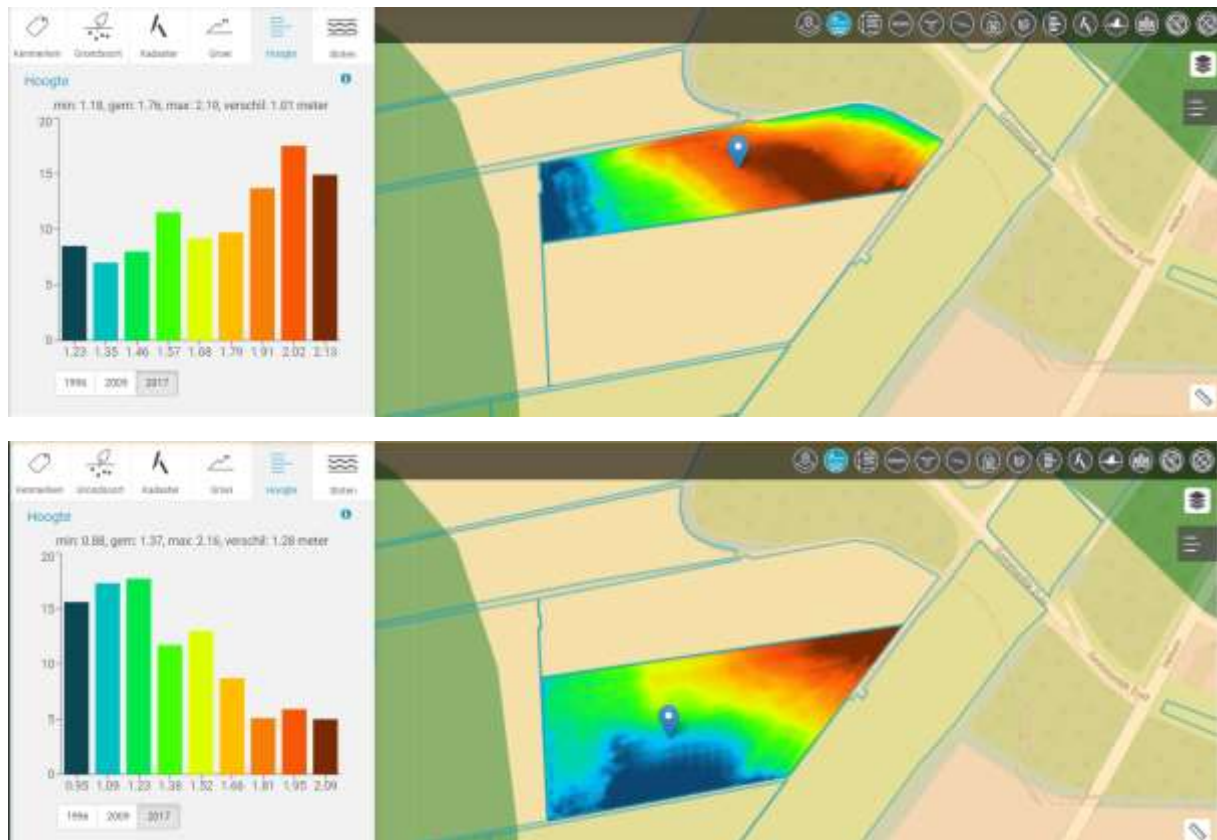 Kenmerken Grondsoort Kadaster Groei Hoogte Sloten
Hoogte
min: 1.18, gem: 1.76, max: 2.19, verschil: 1.01 meter
20
15
10
5
0
1.23 1.35 1.46 1.57 1.68 1.79 1.91 2.02 2.13
1996 2009 2017
Kenmerken Grondsoort Kadaster Groei Hoogte Sloten
Hoogte
min: 0.88, gem: 1.37, max: 2.16, verschil: 1.28 meter
20
15
10
5
0
0.95 1.09 1.23 1.38 1.52 1.66 1.81 1.95 2.09
1996 2009 2017